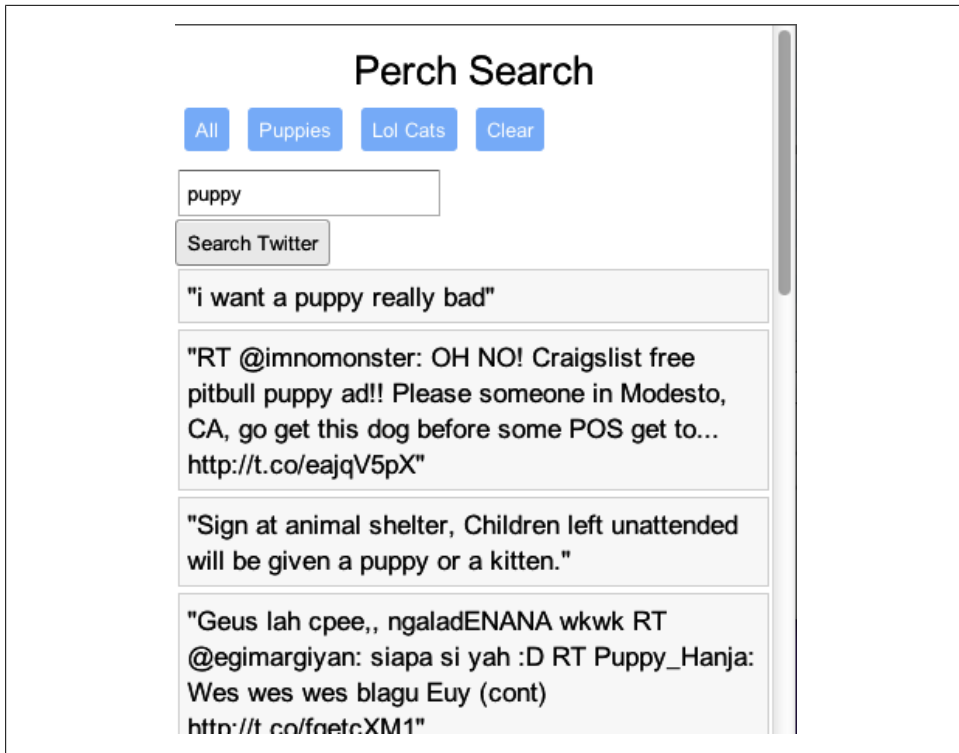 Perch Search
All Puppies Lol Cats Clear
puppy
Search Twitter
"i want a puppy really bad"
"RT @imnomonster: OH NO! Craigslist free
pitbull puppy ad!! Please someone in Modesto,
CA, go get this dog before some POS get to...
http://t.co/eajqV5pX"
"Sign at animal shelter, Children left unattended
will be given a puppy or a kitten."
"Geus lah cpee,, ngaladENANA wkwk RT
@egimargiyan: siapa si yah :D RT Puppy_Hanja:
Wes wes wes blagu Euy (cont)
http://t.co/fgetcXM1"